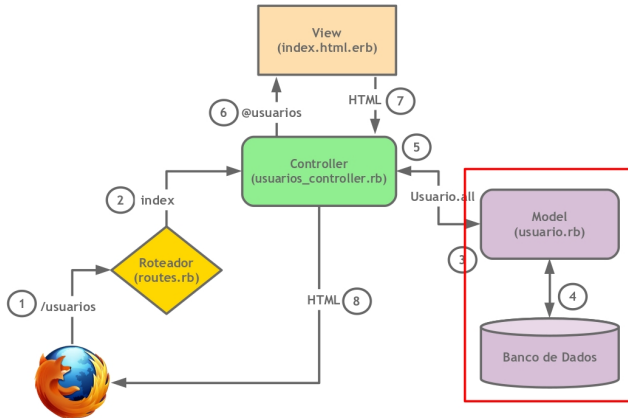 View
(index.html.erb)
6 @usuarios
HTML 7
5
Controller
(usuarios_controller.rb)
2 index
Usuario.all
Model
(usuario.rb)
Roteador
(routes.rb)
3
4
1 /usuarios
HTML 8
Banco de Dados